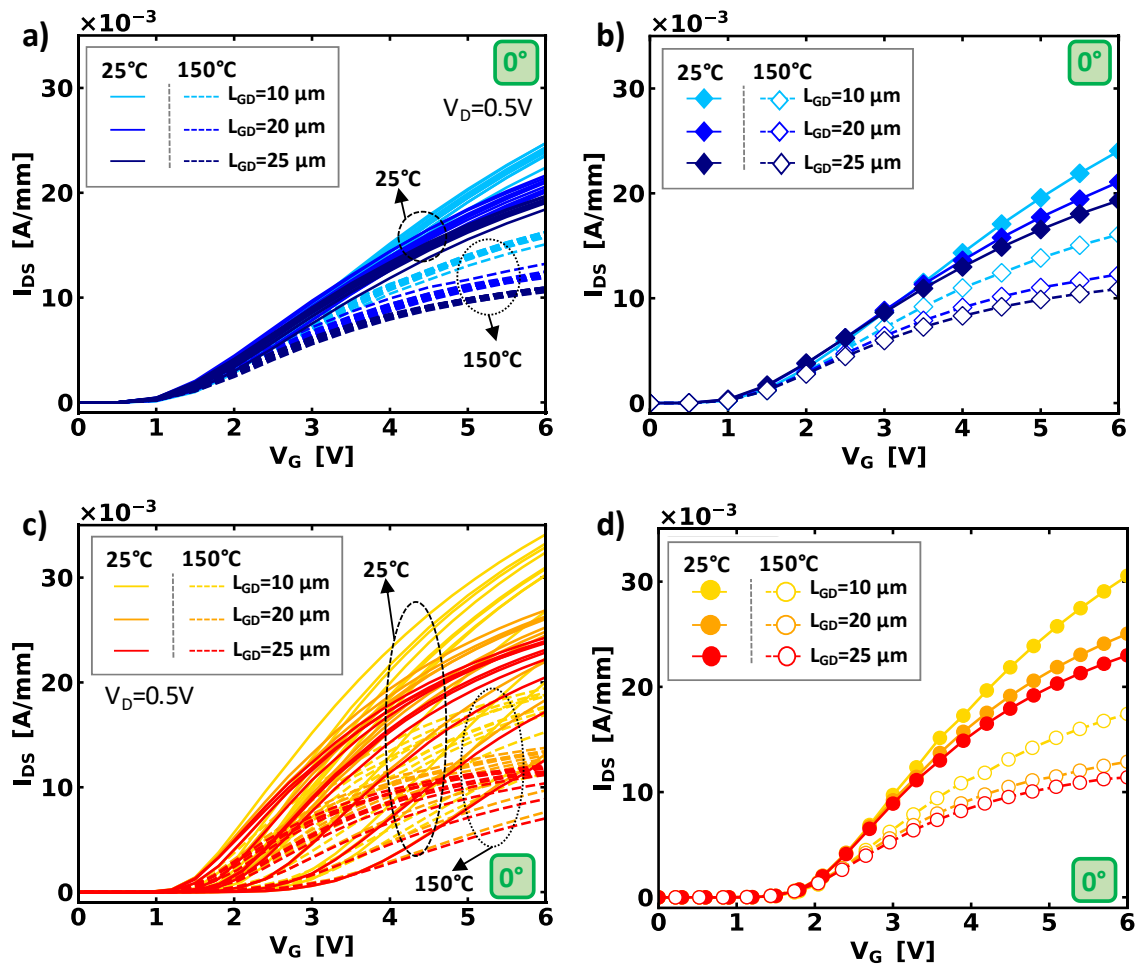 a)
×10⁻³
25℃ 150℃
L_GD=10 µm
L_GD=20 µm
L_GD=25 µm
0°
V_D=0.5V
25℃
150℃
I_DS [A/mm]
30
20
10
0
0 1 2 3 4 5 6
V_G [V]
b)
×10⁻³
25℃ 150℃
L_GD=10 µm
L_GD=20 µm
L_GD=25 µm
0°
I_DS [A/mm]
30
20
10
0
0 1 2 3 4 5 6
V_G [V]
c)
×10⁻³
25℃ 150℃
L_GD=10 µm
L_GD=20 µm
L_GD=25 µm
V_D=0.5V
25℃
150℃
0°
I_DS [A/mm]
30
20
10
0
0 1 2 3 4 5 6
V_G [V]
d)
×10⁻³
25℃ 150℃
L_GD=10 µm
L_GD=20 µm
L_GD=25 µm
0°
I_DS [A/mm]
30
20
10
0
0 1 2 3 4 5 6
V_G [V]